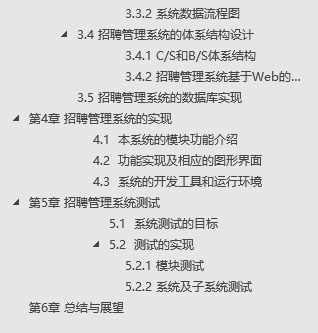 3.3.2 系统数据流程图
3.4 招聘管理系统的体系结构设计
3.4.1 C/S和B/S体系结构
3.4.2 招聘管理系统基于Web的...
3.5 招聘管理系统的数据库实现
第4章 招聘管理系统的实现
4.1 本系统的模块功能介绍
4.2 功能实现及相应的图形界面
4.3 系统的开发工具和运行环境
第5章 招聘管理系统测试
5.1 系统测试的目标
5.2 测试的实现
5.2.1 模块测试
5.2.2 系统及子系统测试
第6章 总结与展望